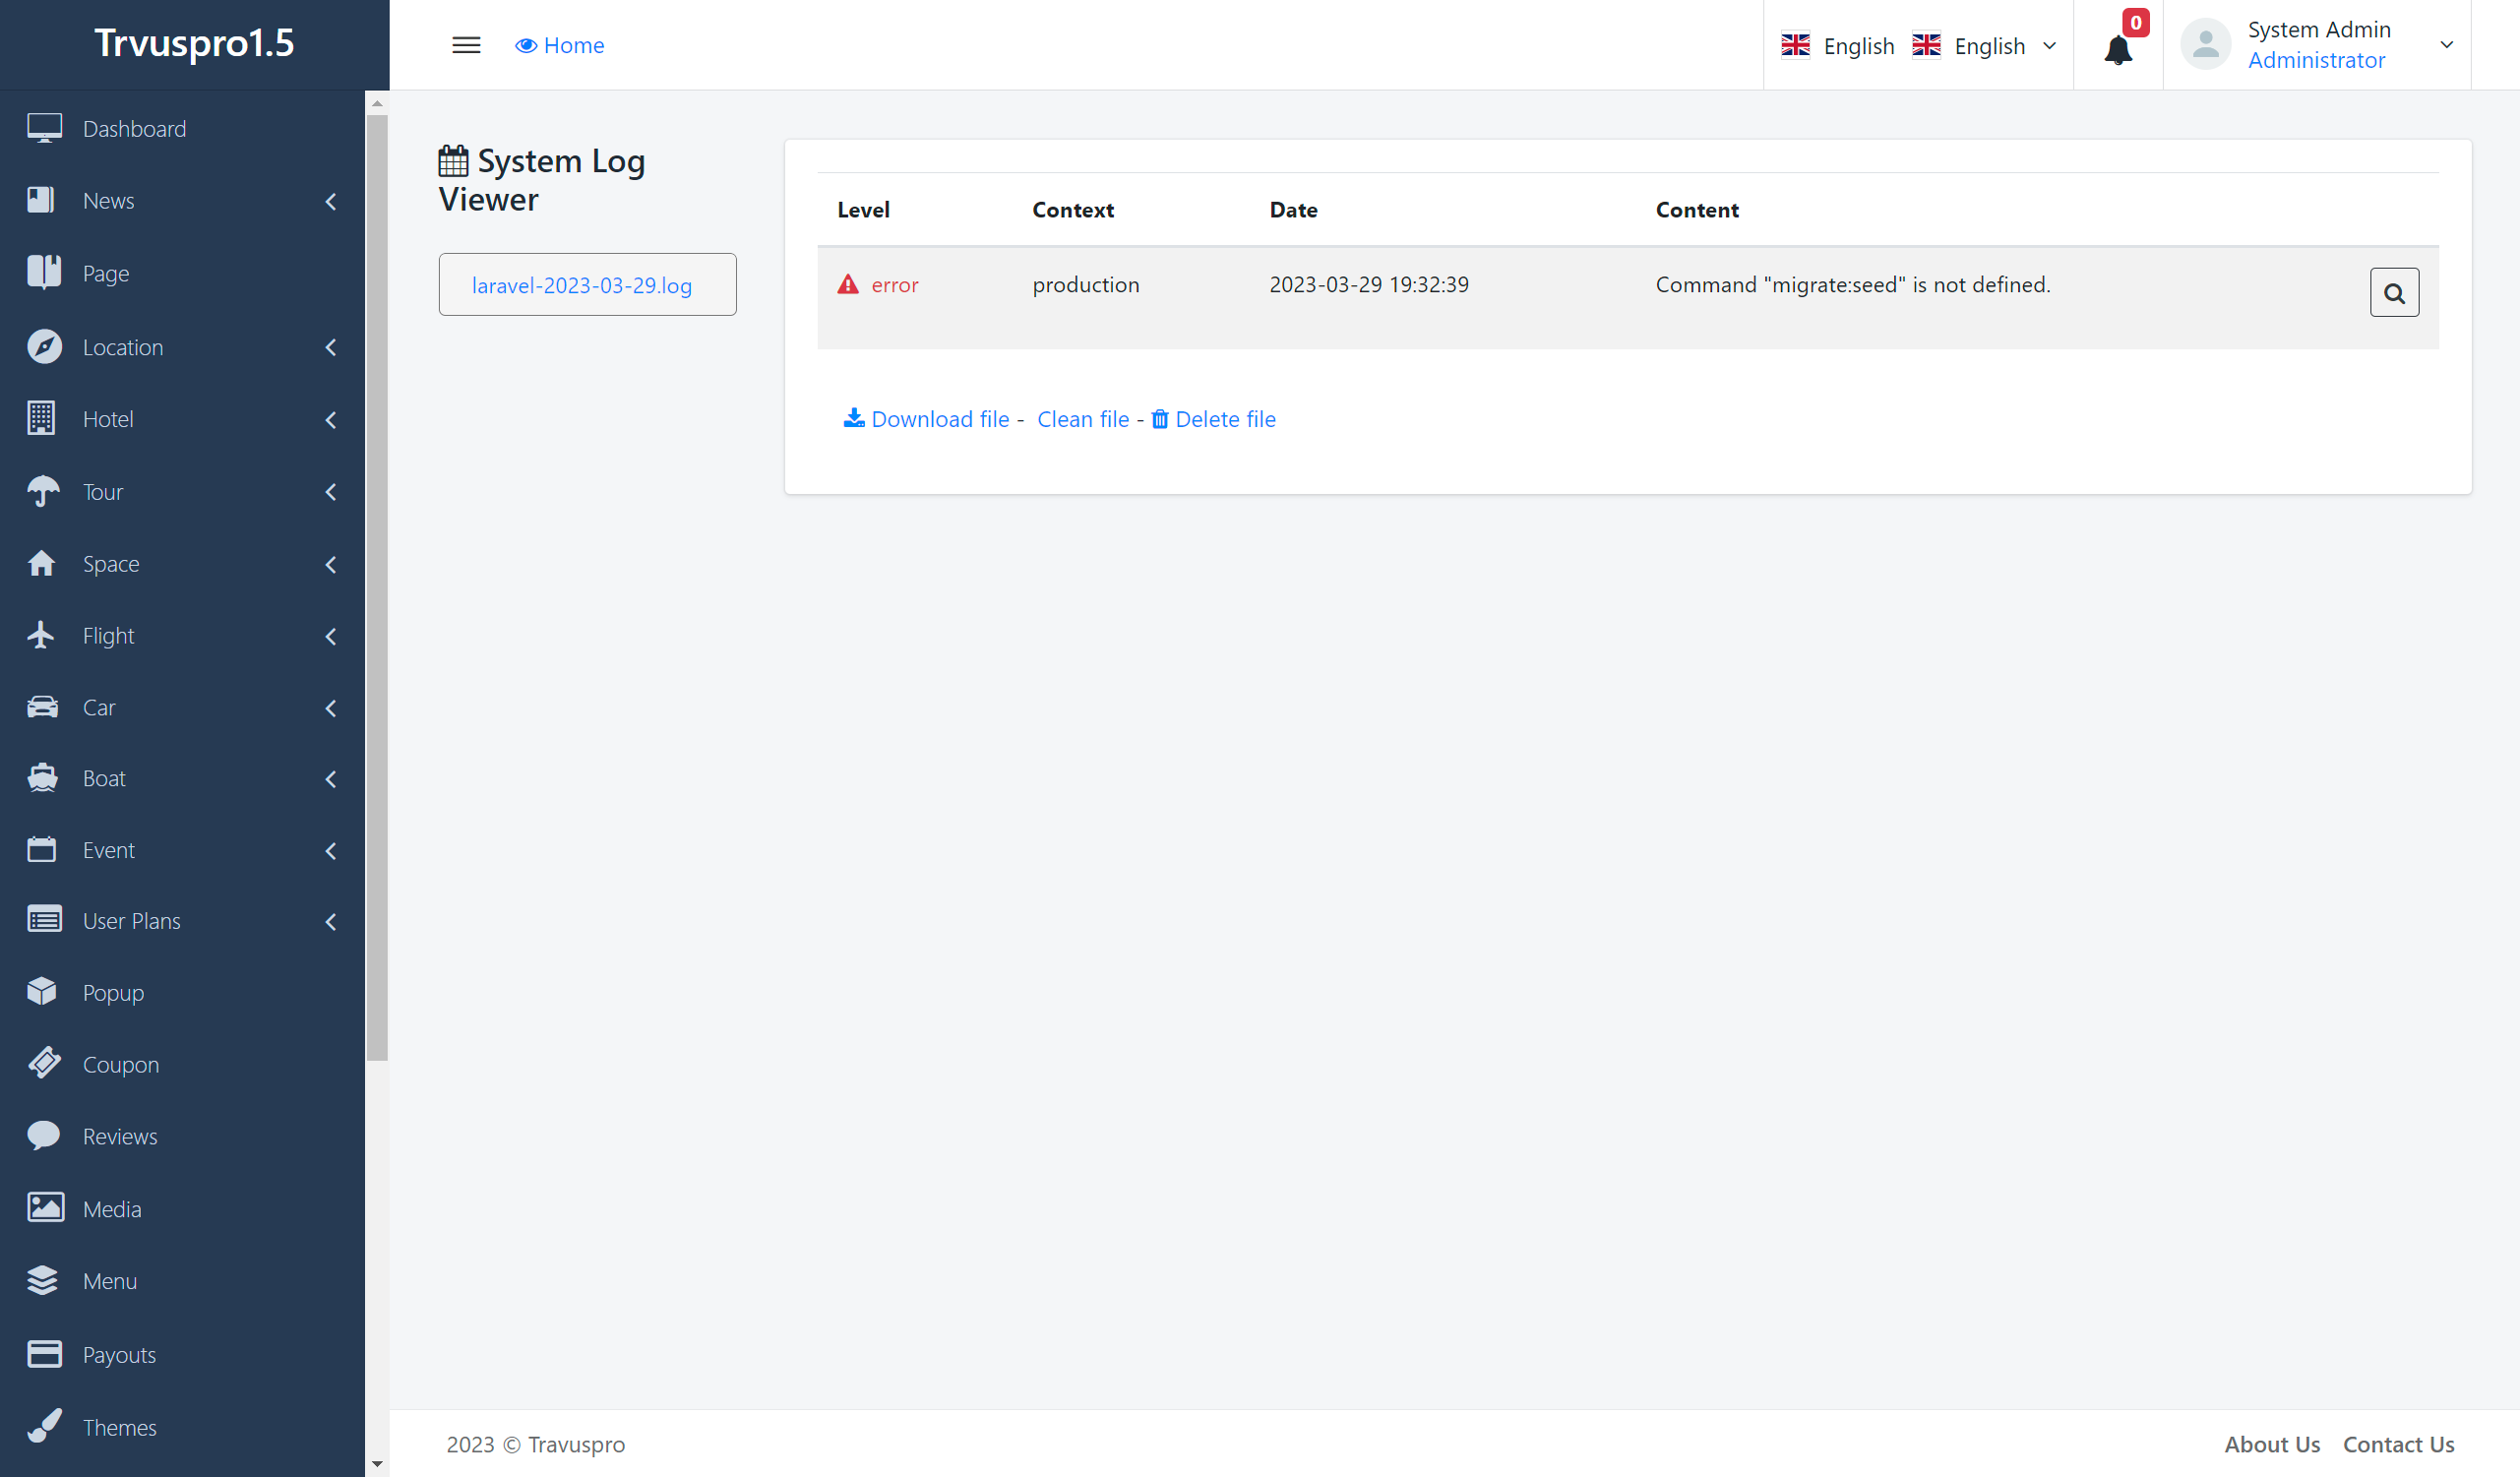 Trvuspro1.5
Home
English
English
0
System Admin
Administrator
Dashboard
News
Page
Location
Hotel
Tour
Space
Flight
Car
Boat
Event
User Plans
Popup
Coupon
Reviews
Media
Menu
Payouts
Themes
System Log
Viewer
laravel-2023-03-29.log
Level Context Date Content
error production 2023-03-29 19:32:39 Command "migrate:seed" is not defined.
Download file - Clean file - Delete file
2023 © Travuspro
About Us Contact Us